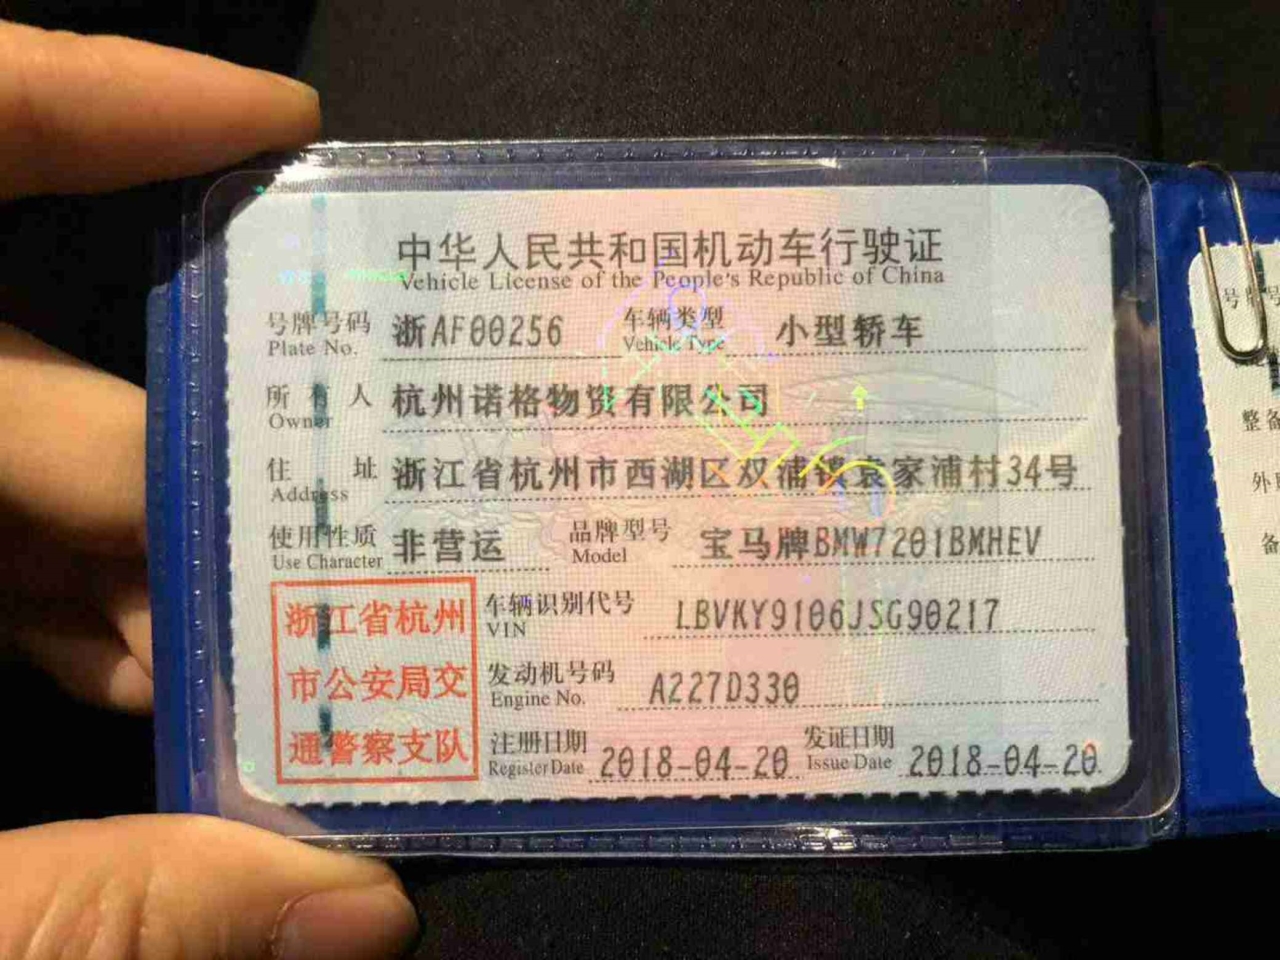 中华人民共和国机动车行驶证
Vehicle License of the People's Republic of China
号牌号码 浙AF00256 车辆类型 小型轿车
Plate No. Vehicle Type
所有人 杭州诺格物资有限公司
Owner
住址 浙江省杭州市西湖区双浦镇袁家浦村34号
Address
使用性质 非营运 品牌型号 宝马牌BMW7201BMHEV
Use Character Model
浙江省杭州
市公安局交
通警察支队
车辆识别代号 LBVKY9106JSG90217
VIN
发动机号码 A227D330
Engine No.
注册日期 2018-04-20 发证日期 2018-04-20
Register Date Issue Date
号牌号
整备
备